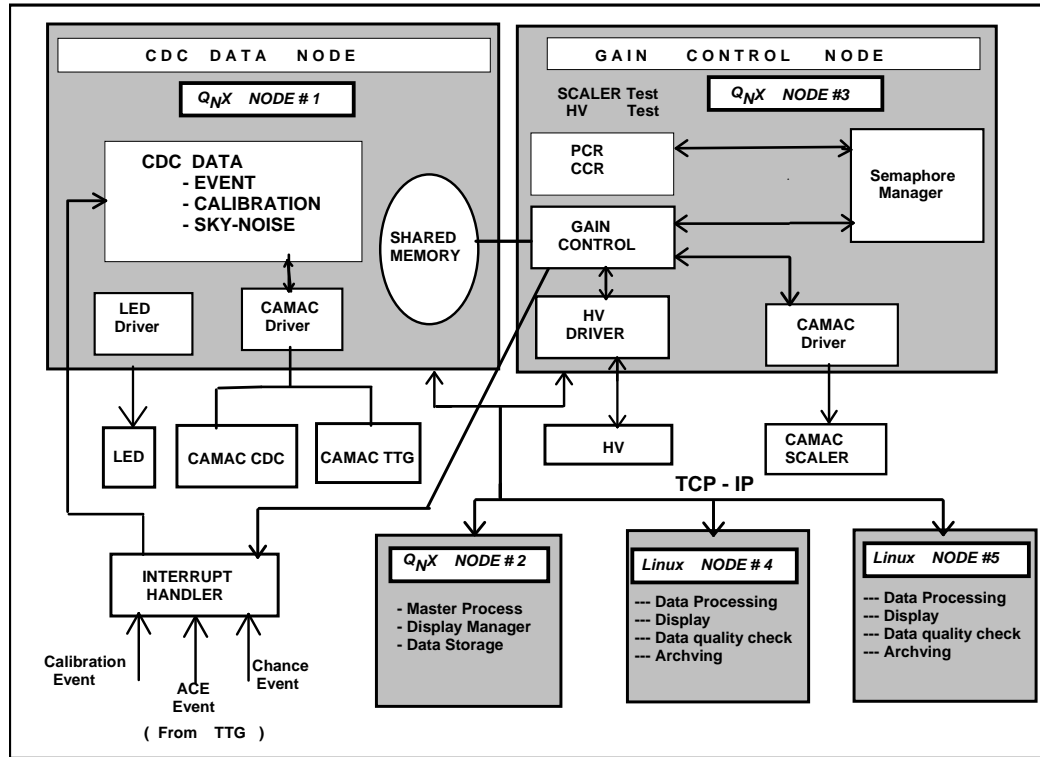 CDC DATA NODE
QNX NODE # 1
CDC DATA
- EVENT
- CALIBRATION
- SKY-NOISE
SHARED
MEMORY
LED
Driver
CAMAC
Driver
LED
CAMAC CDC
CAMAC TTG
GAIN CONTROL NODE
SCALER Test
HV Test
QNX NODE #3
PCR
CCR
Semaphore
Manager
GAIN
CONTROL
HV
DRIVER
CAMAC
Driver
HV
CAMAC
SCALER
TCP - IP
INTERRUPT
HANDLER
Calibration
Event
ACE
Event
Chance
Event
( From TTG )
QNX NODE # 2
- Master Process
- Display Manager
- Data Storage
Linux NODE # 4
--- Data Processing
--- Display
--- Data quality check
--- Archving
Linux NODE #5
--- Data Processing
--- Display
--- Data quality check
--- Archving